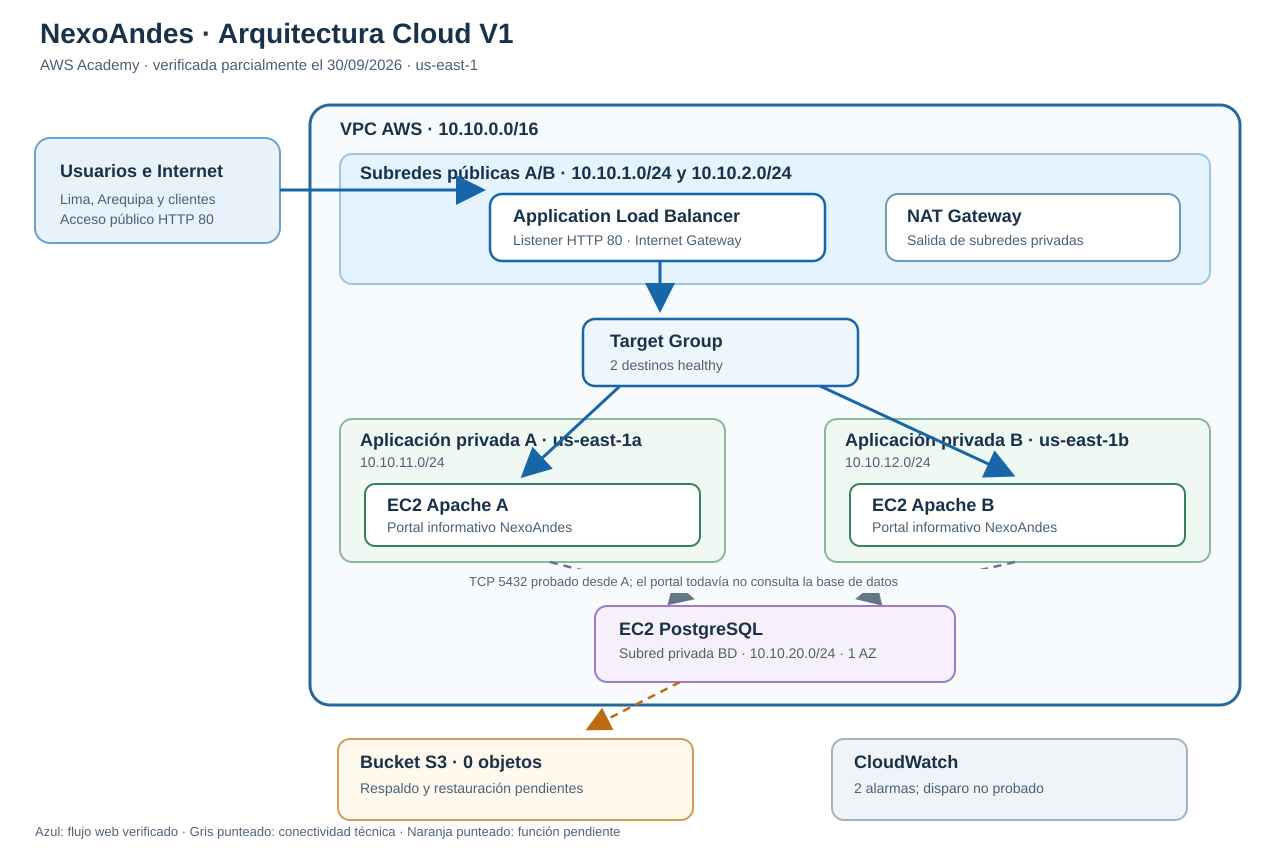 NexoAndes · Arquitectura Cloud V1
AWS Academy · verificada parcialmente el 30/09/2026 · us-east-1
VPC AWS · 10.10.0.0/16
Usuarios e Internet
Lima, Arequipa y clientes
Acceso público HTTP 80
Subredes públicas A/B · 10.10.1.0/24 y 10.10.2.0/24
Application Load Balancer
Listener HTTP 80 · Internet Gateway
NAT Gateway
Salida de subredes privadas
Target Group
2 destinos healthy
Aplicación privada A · us-east-1a
10.10.11.0/24
EC2 Apache A
Portal informativo NexoAndes
Aplicación privada B · us-east-1b
10.10.12.0/24
EC2 Apache B
Portal informativo NexoAndes
TCP 5432 probado desde A; el portal todavía no consulta la base de datos
EC2 PostgreSQL
Subred privada BD · 10.10.20.0/24 · 1 AZ
Bucket S3 · 0 objetos
Respaldo y restauración pendientes
CloudWatch
2 alarmas; disparo no probado
Azul: flujo web verificado · Gris punteado: conectividad técnica · Naranja punteado: función pendiente